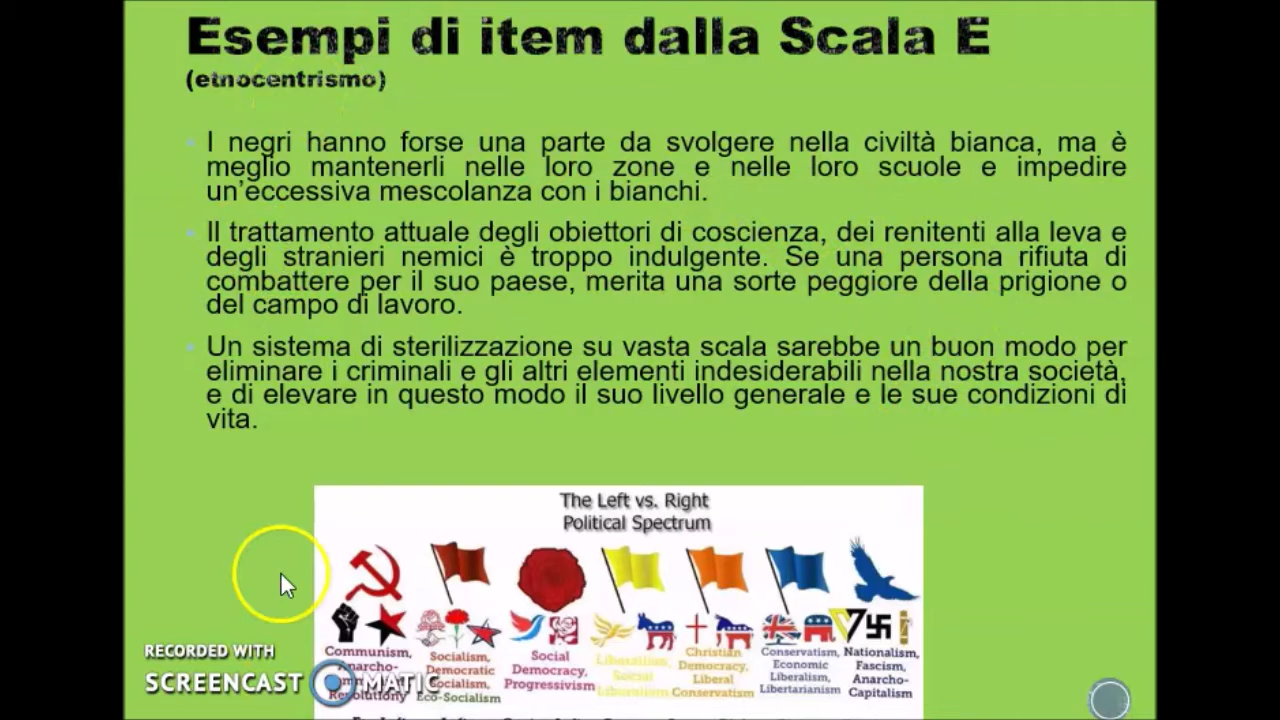 Esempi di item dalla Scala E
(etnocentrismo)
I negri hanno forse una parte da svolgere nella civiltà bianca, ma è
meglio mantenerli nelle loro zone e nelle loro scuole e impedire
un'eccessiva mescolanza con i bianchi.
Il trattamento attuale degli obiettori di coscienza, dei renitenti alla leva e
degli stranieri nemici è troppo indulgente. Se una persona rifiuta di
combattere per il suo paese, merita una sorte peggiore della prigione o
del campo di lavoro.
Un sistema di sterilizzazione su vasta scala sarebbe un buon modo per
eliminare i criminali e gli altri elementi indesiderabili nella nostra società,
e di elevare in questo modo il suo livello generale e le sue condizioni di
vita.
The Left vs. Right
Political Spectrum
Communism,
Anarcho-
Socialism,
Democratic
Socialism,
Eco-Socialism
Social
Democracy,
Progressivism
Liberalism,
Social
Liberalism
Christian
Democracy,
Liberal
Conservatism
Conservatism,
Economic
Liberalism,
Libertarianism
Nationalism,
Fascism,
Anarcho-
Capitalism
RECORDED WITH
SCREENCAST MATIC